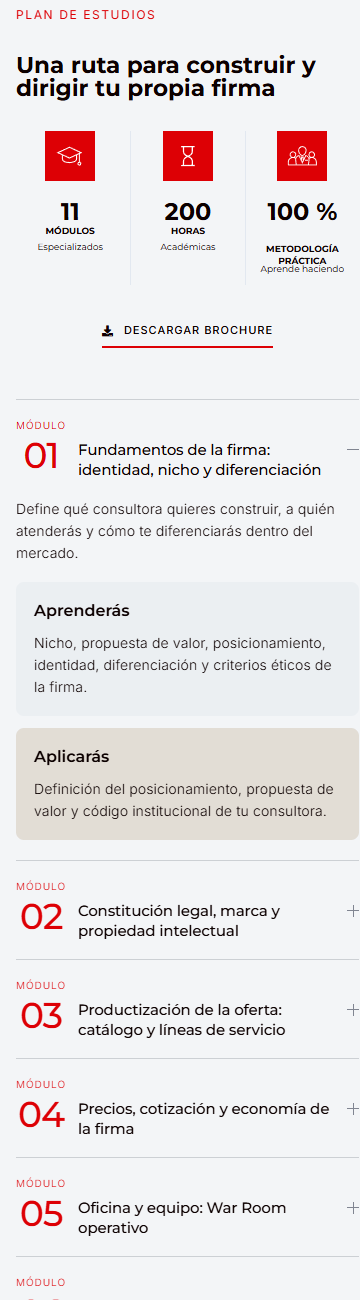 PLAN DE ESTUDIOS
Una ruta para construir y
dirigir tu propia firma
11
MÓDULOS
Especializados
200
HORAS
Académicas
100 %
METODOLOGÍA
PRÁCTICA
Aprende haciendo
DESCARGAR BROCHURE
MÓDULO
01
Fundamentos de la firma:
identidad, nicho y diferenciación
Define qué consultora quieres construir, a quién
atenderás y cómo te diferenciarás dentro del
mercado.
Aprenderás
Nicho, propuesta de valor, posicionamiento,
identidad, diferenciación y criterios éticos de
la firma.
Aplicarás
Definición del posicionamiento, propuesta de
valor y código institucional de tu consultora.
MÓDULO
02
Constitución legal, marca y
propiedad intelectual
MÓDULO
03
Productización de la oferta:
catálogo y líneas de servicio
MÓDULO
04
Precios, cotización y economía de
la firma
MÓDULO
05
Oficina y equipo: War Room
operativo
MÓDULO